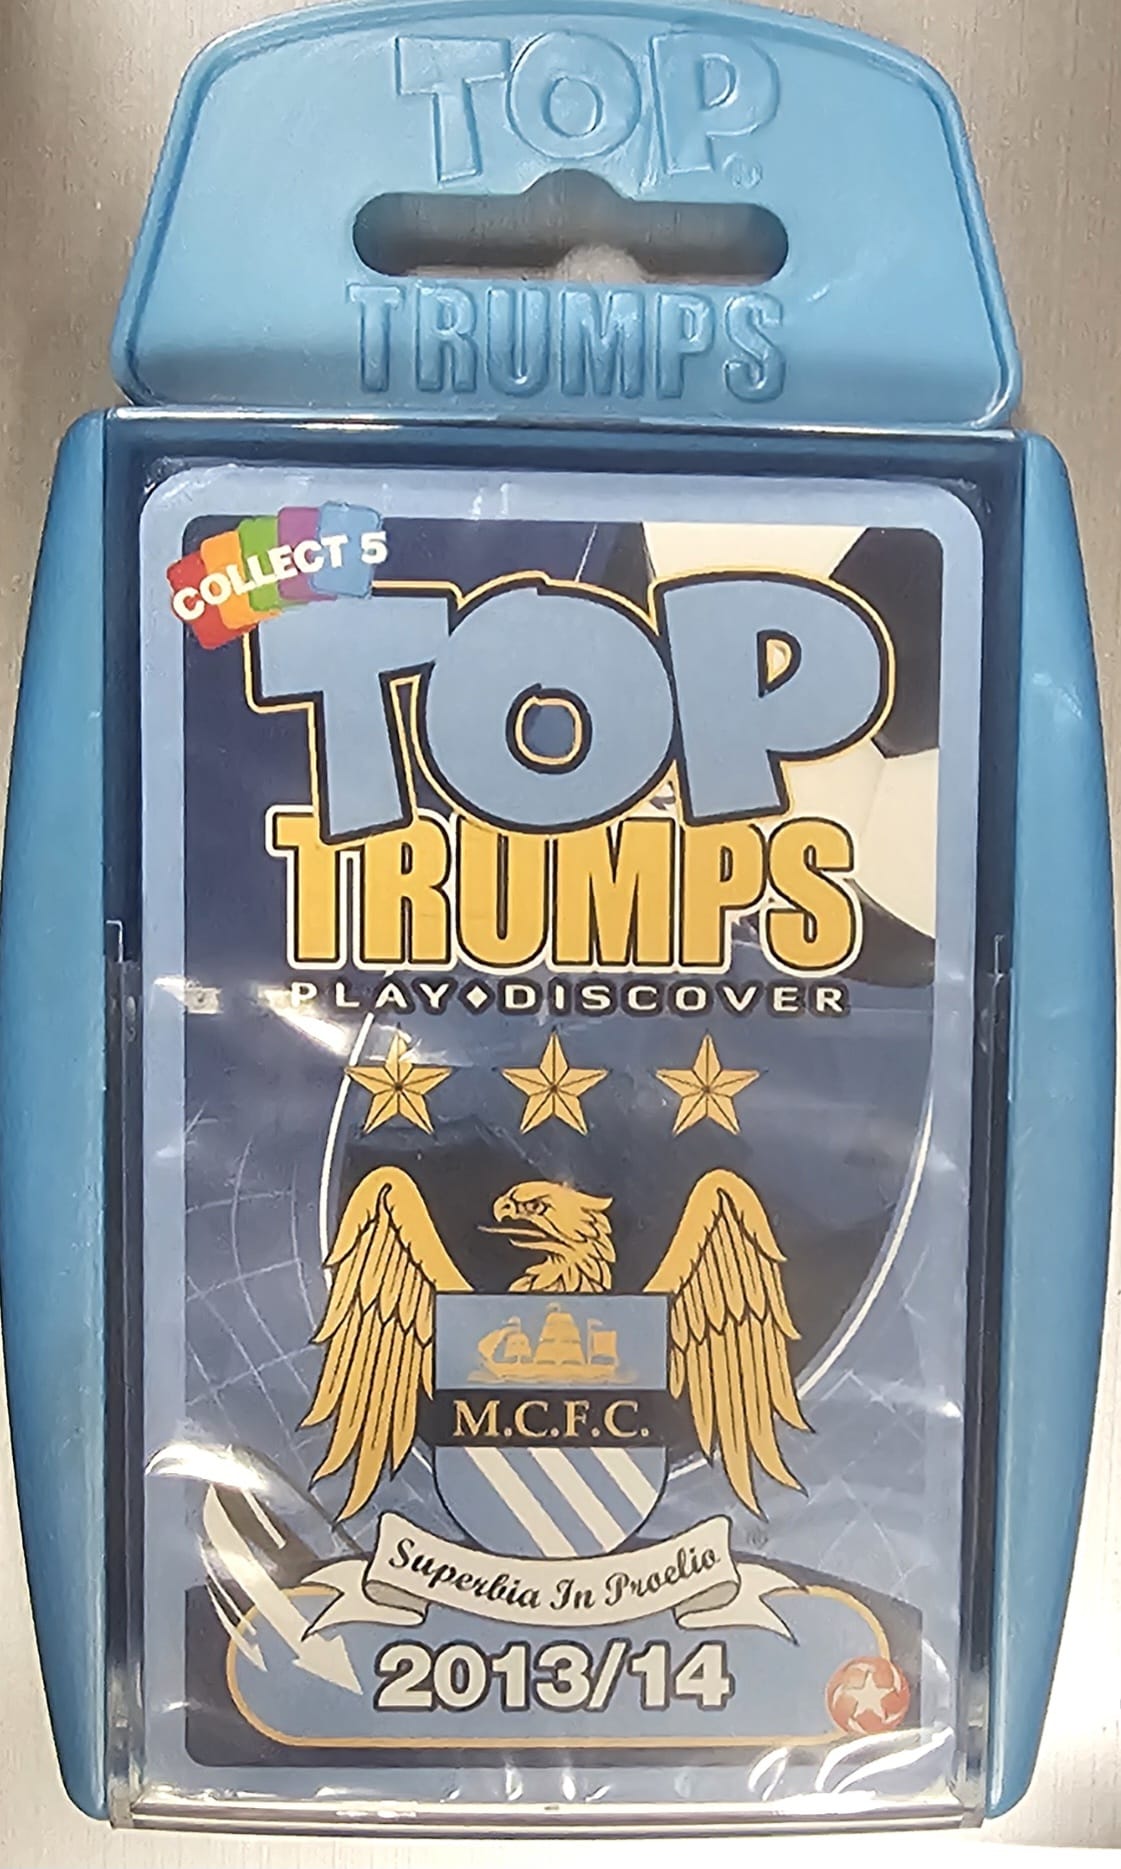 TOP
TRUMPS
COLLECT 5
TOP
TRUMPS
PLAY♦DISCOVER
M.C.F.C.
Superbia In Proelio
2013/14